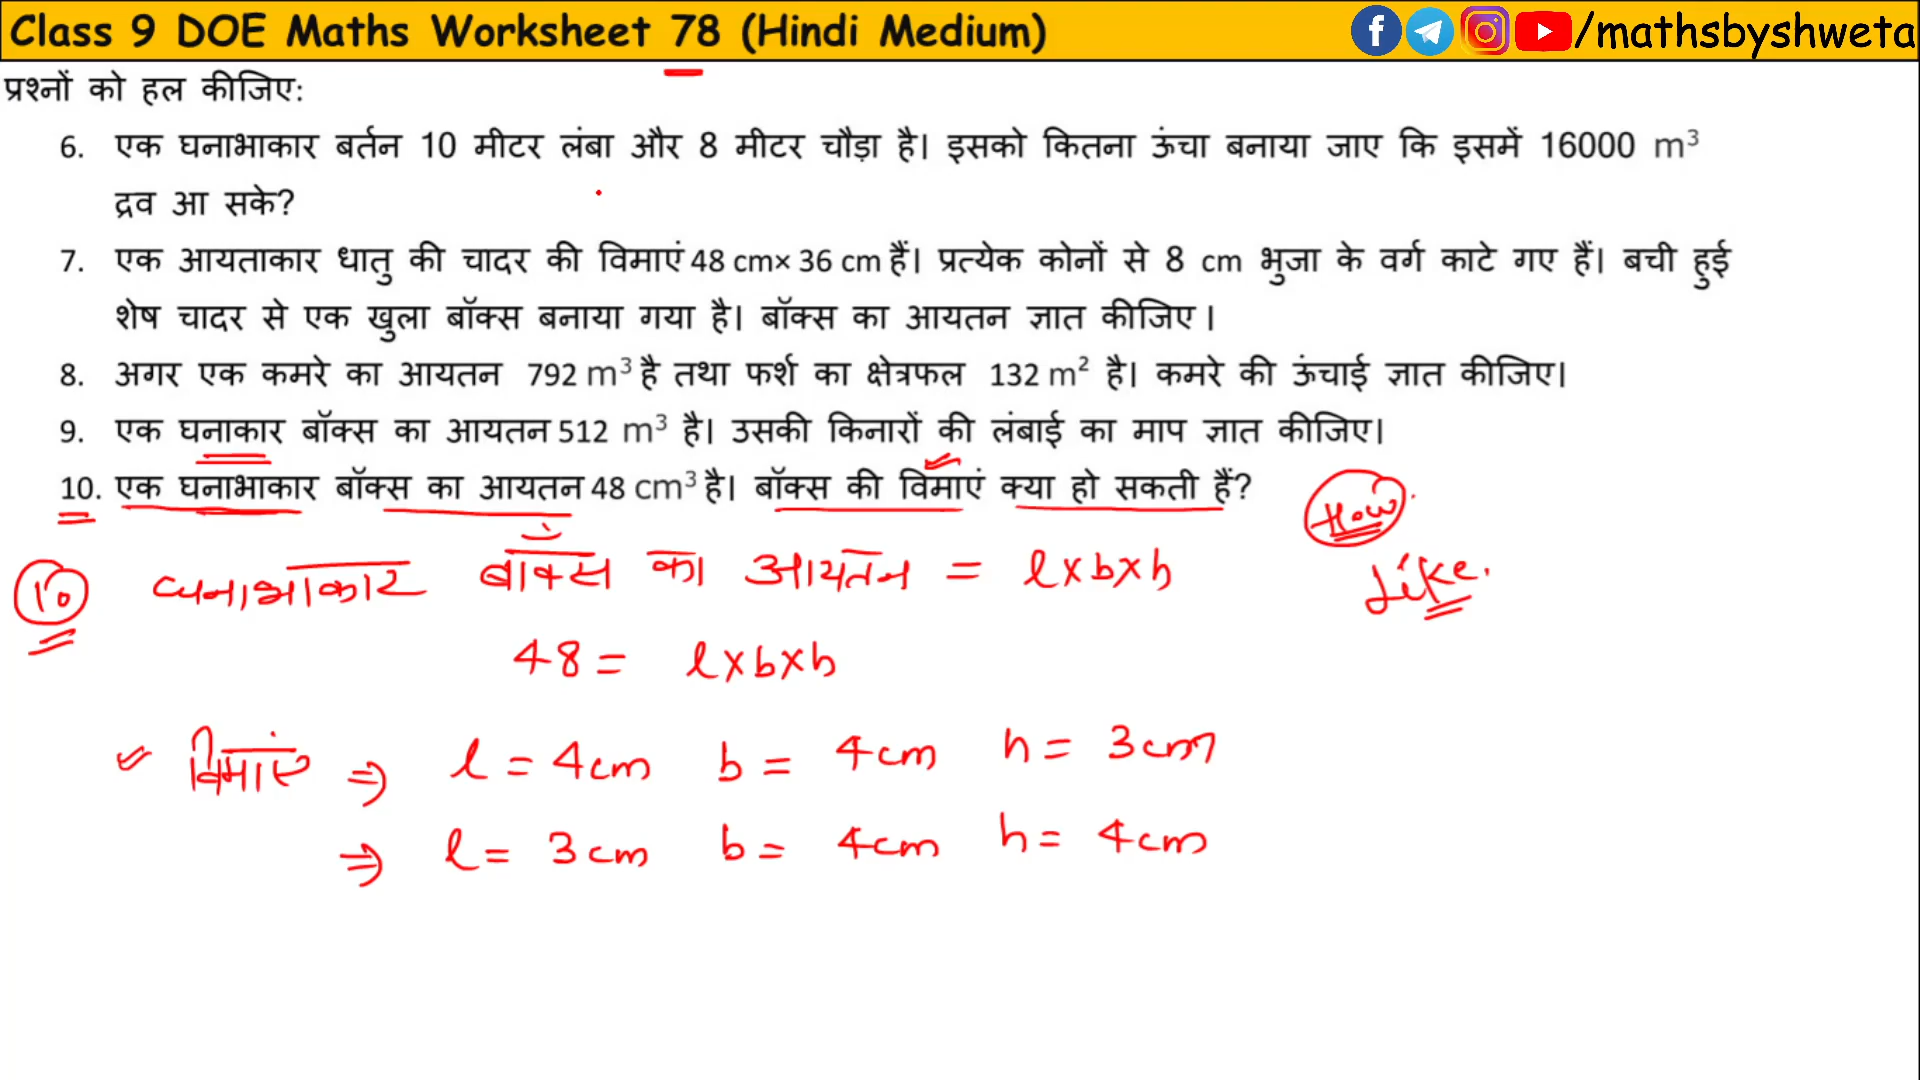 Class 9 DOE Maths Worksheet 78 (Hindi Medium) /mathsbyshweta
प्रश्नों को हल कीजिए:
6. एक घनाभाकार बर्तन 10 मीटर लंबा और 8 मीटर चौड़ा है। इसको कितना ऊंचा बनाया जाए कि इसमें 16000 m³
द्रव आ सके?
7. एक आयताकार धातु की चादर की विमाएं 48 cm× 36 cm हैं। प्रत्येक कोनों से 8 cm भुजा के वर्ग काटे गए हैं। बची हुई
शेष चादर से एक खुला बॉक्स बनाया गया है। बॉक्स का आयतन ज्ञात कीजिए ।
8. अगर एक कमरे का आयतन 792 m³ है तथा फर्श का क्षेत्रफल 132 m² है। कमरे की ऊंचाई ज्ञात कीजिए।
9. एक घनाकार बॉक्स का आयतन 512 m³ है। उसकी किनारों की लंबाई का माप ज्ञात कीजिए।
10. एक घनाभाकार बॉक्स का आयतन 48 cm³ है। बॉक्स की विमाएं क्या हो सकती हैं?
How
10 घनाभाकार बॉक्स का आयतन = l×b×h
Like.
48 = l×b×h
विमाएं ⇒ l = 4cm b = 4cm h = 3cm
⇒ l = 3cm b = 4cm h = 4cm